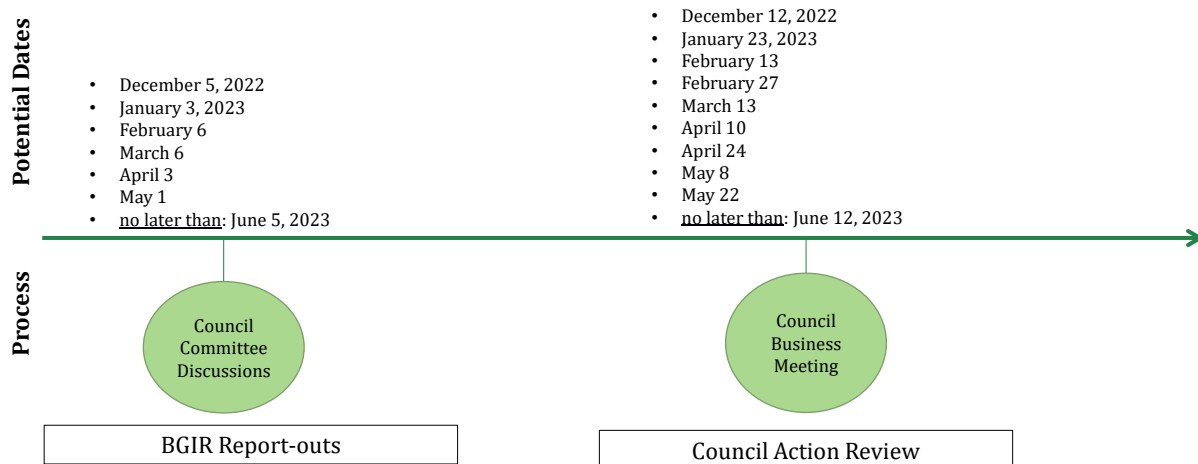 Potential Dates
• December 5, 2022
• January 3, 2023
• February 6
• March 6
• April 3
• May 1
• no later than: June 5, 2023
• December 12, 2022
• January 23, 2023
• February 13
• February 27
• March 13
• April 10
• April 24
• May 8
• May 22
• no later than: June 12, 2023
Process
Council
Committee
Discussions
Council
Business
Meeting
BGIR Report-outs
Council Action Review